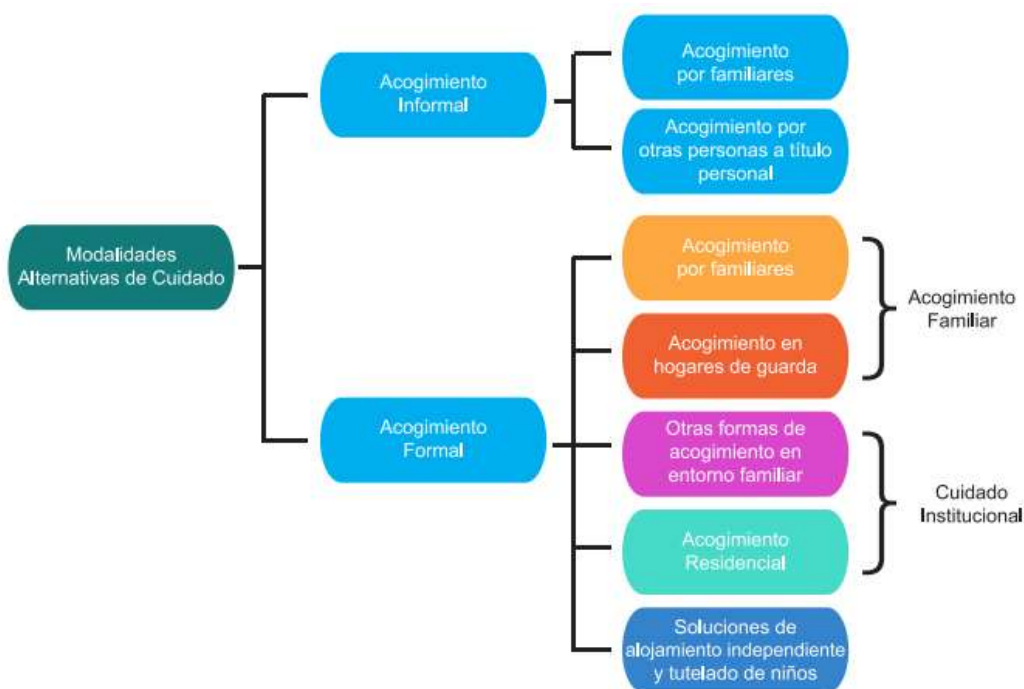 Modalidades
Alternativas de Cuidado
Acogimiento
Informal
Acogimiento
por familiares
Acogimiento por
otras personas a título
personal
Acogimiento
Formal
Acogimiento
por familiares
Acogimiento en
hogares de guarda
Acogimiento
Familiar
Otras formas de
acogimiento en
entorno familiar
Acogimiento
Residencial
Cuidado
Institucional
Soluciones de
alojamiento independiente
y tutelado de niños